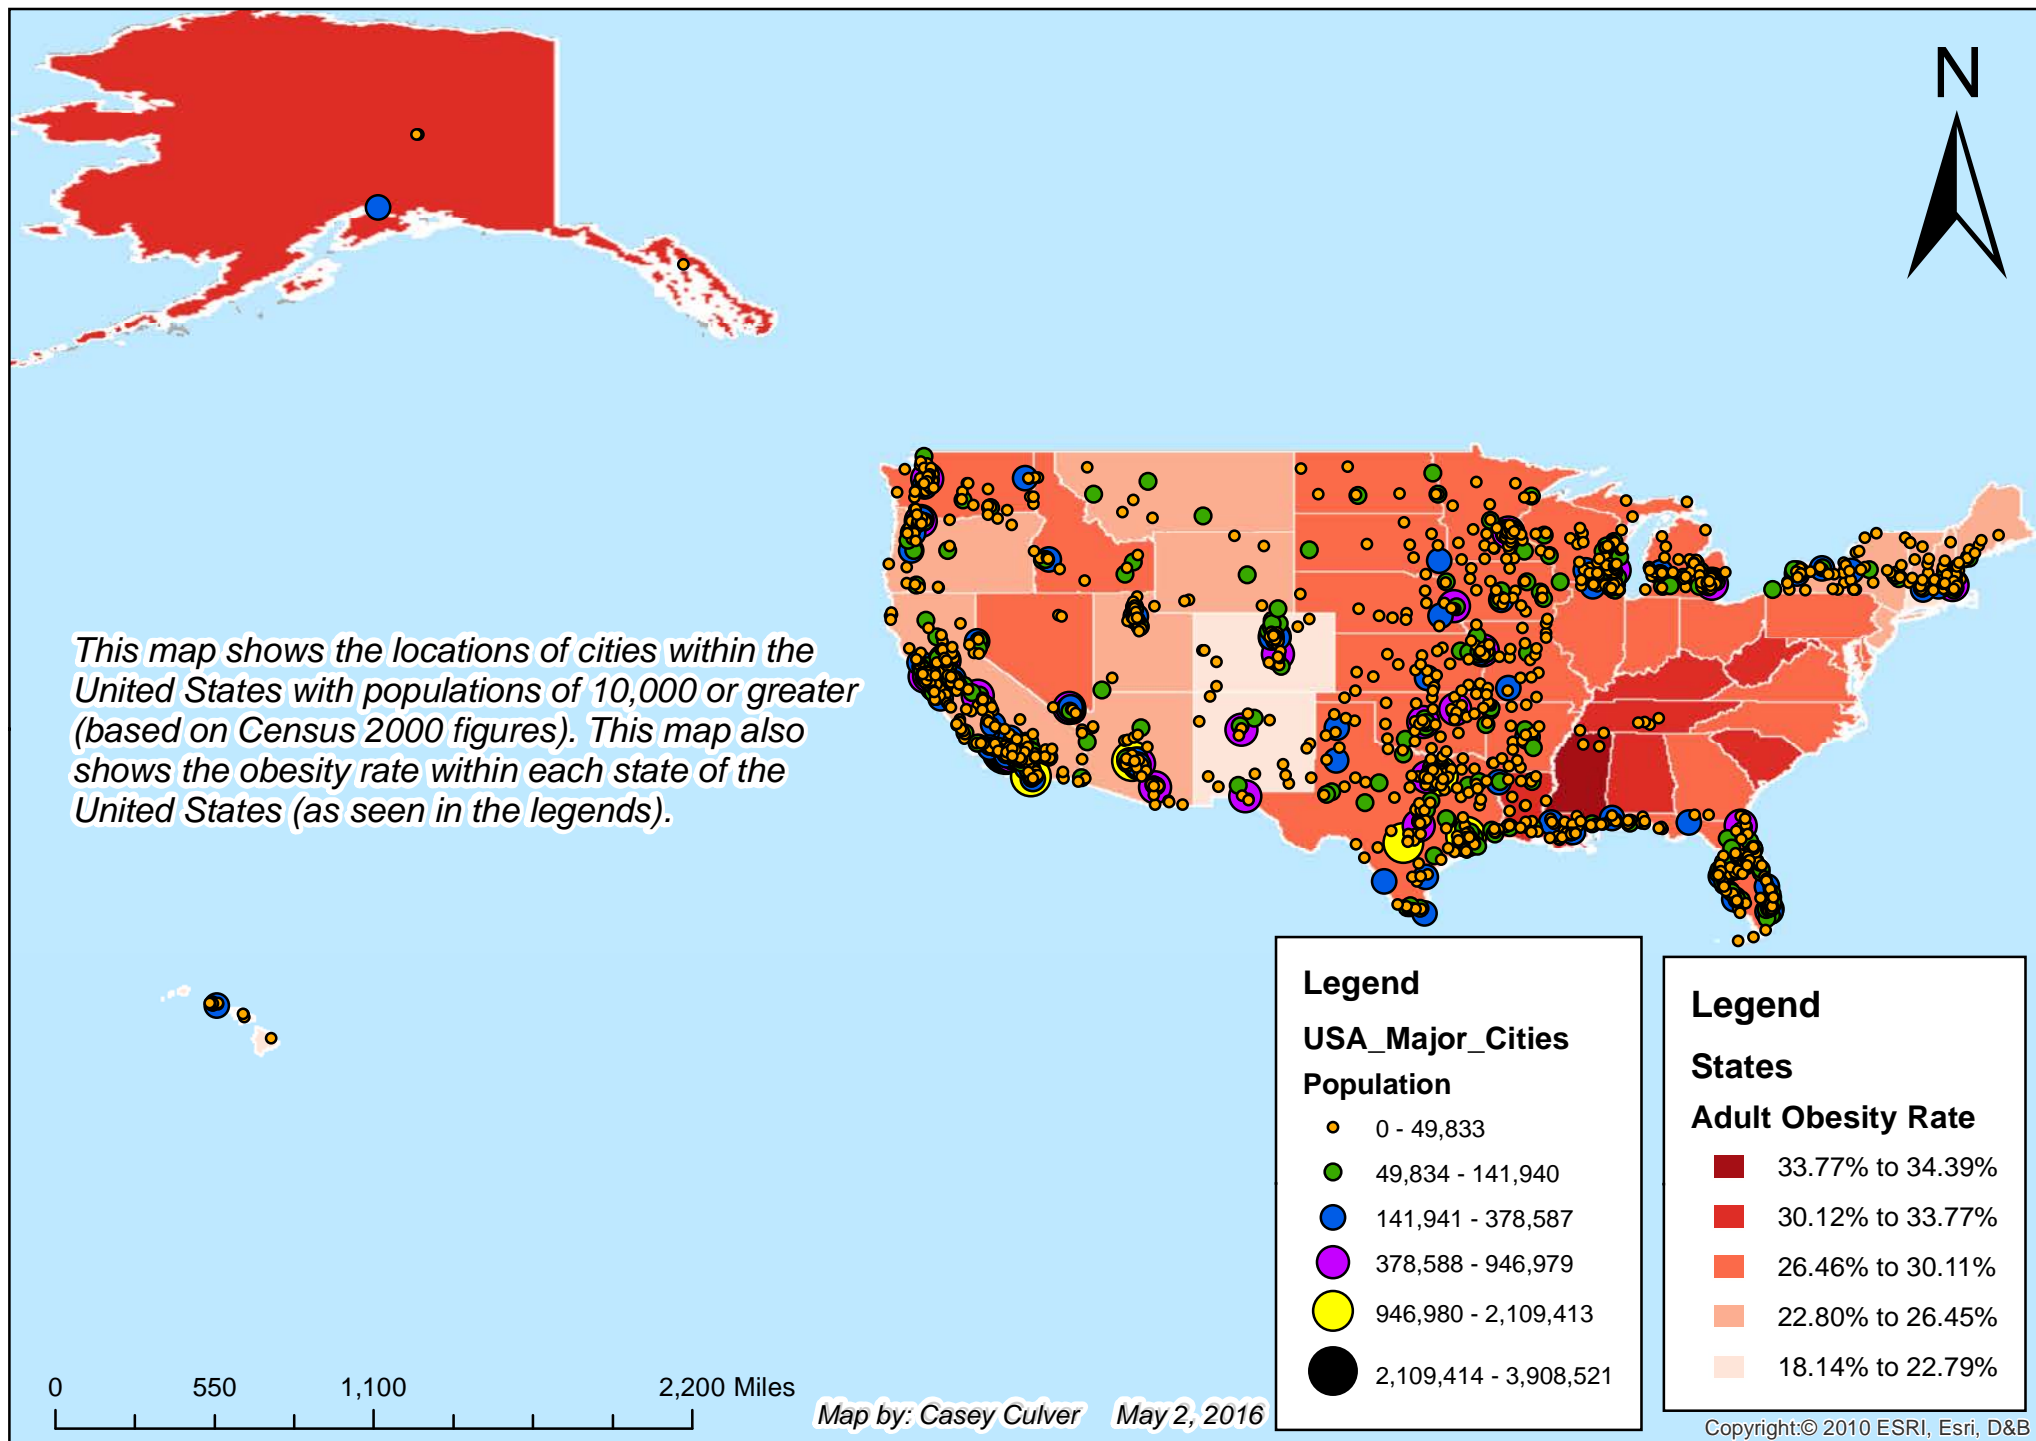 N
This map shows the locations of cities within the
United States with populations of 10,000 or greater
(based on Census 2000 figures). This map also
shows the obesity rate within each state of the
United States (as seen in the legends).
Legend
USA_Major_Cities
Population
0 - 49,833
49,834 - 141,940
141,941 - 378,587
378,588 - 946,979
946,980 - 2,109,413
2,109,414 - 3,908,521
Legend
States
Adult Obesity Rate
33.77% to 34.39%
30.12% to 33.77%
26.46% to 30.11%
22.80% to 26.45%
18.14% to 22.79%
0 550 1,100 2,200 Miles
Map by: Casey Culver May 2, 2016
Copyright:© 2010 ESRI, Esri, D&B